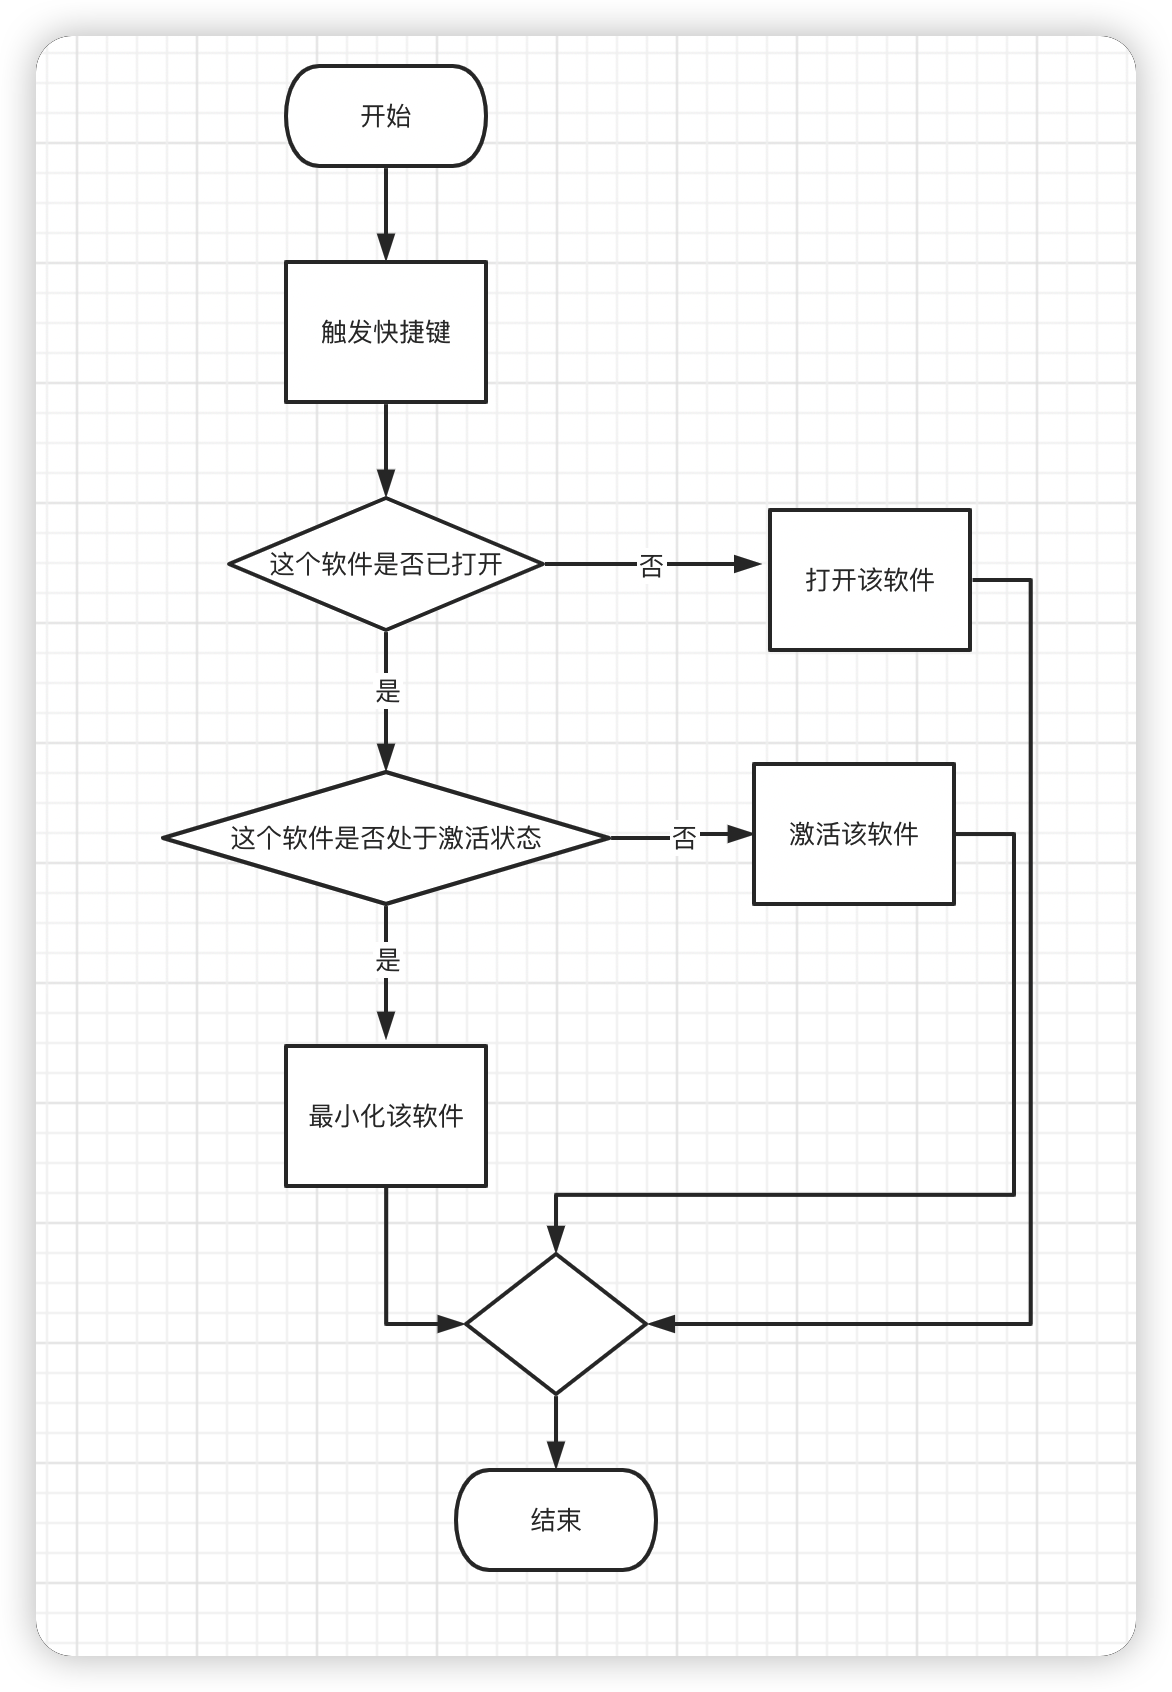 开始
触发快捷键
这个软件是否已打开
否
打开该软件
是
这个软件是否处于激活状态
否
激活该软件
是
最小化该软件
结束